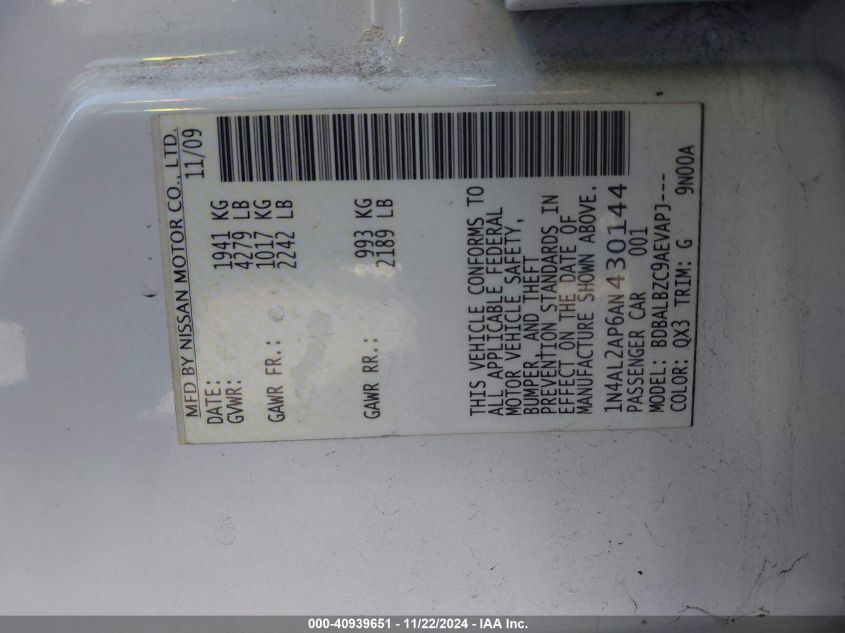 MFD BY NISSAN MOTOR CO., LTD.
DATE: 11/09
GVWR: 1941 KG
4279 LB
GAWR FR.: 1017 KG
2242 LB
GAWR RR.: 993 KG
2189 LB
THIS VEHICLE CONFORMS TO
ALL APPLICABLE FEDERAL
MOTOR VEHICLE SAFETY,
BUMPER, AND THEFT
PREVENTION STANDARDS IN
EFFECT ON THE DATE OF
MANUFACTURE SHOWN ABOVE.
1N4AL2AP6AN430144
PASSENGER CAR 001
MODEL: BDBALBZC9AEVAPJ---
COLOR: QX3 TRIM: G 9N00A
000-40939651 - 11/22/2024 - IAA Inc.